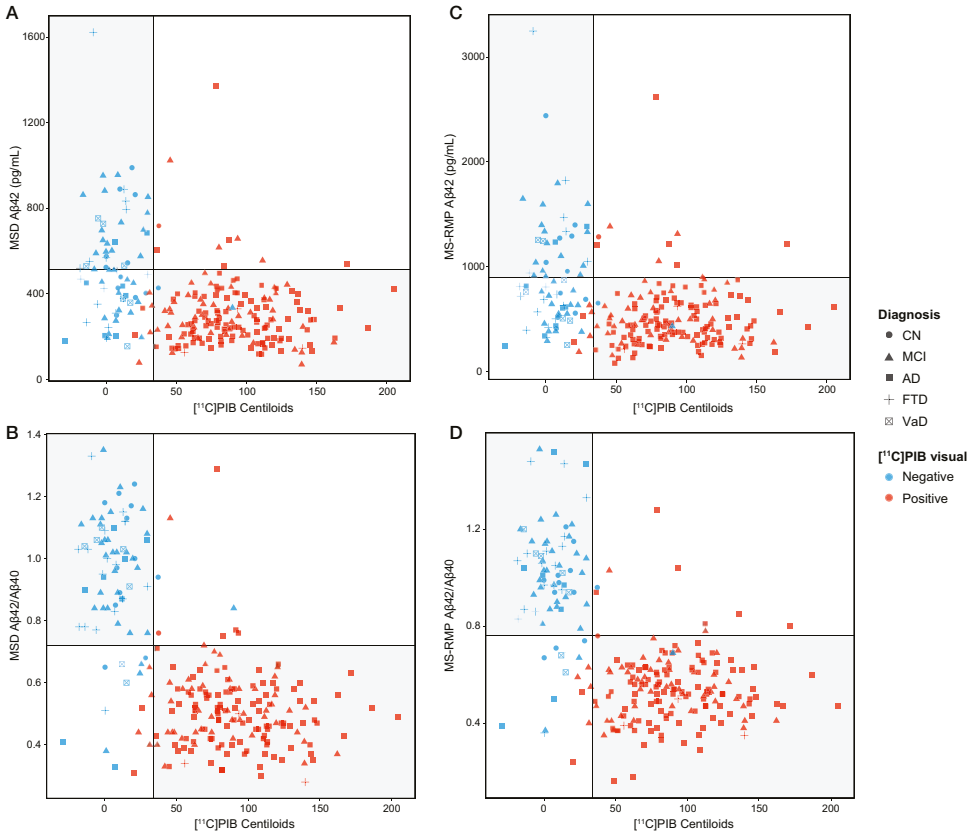 A
MSD Aβ42 (pg/mL)
1600
1200
800
400
0
0 50 100 150 200
[¹¹C]PIB Centiloids
C
MS-RMP Aβ42 (pg/mL)
3000
2000
1000
0
0 50 100 150 200
[¹¹C]PIB Centiloids
B
MSD Aβ42/Aβ40
1.4
1.2
1.0
0.8
0.6
0.4
0 50 100 150 200
[¹¹C]PIB Centiloids
D
MS-RMP Aβ42/Aβ40
1.2
0.8
0.4
0 50 100 150 200
[¹¹C]PIB Centiloids
Diagnosis
CN
MCI
AD
FTD
VaD
[¹¹C]PIB visual
Negative
Positive